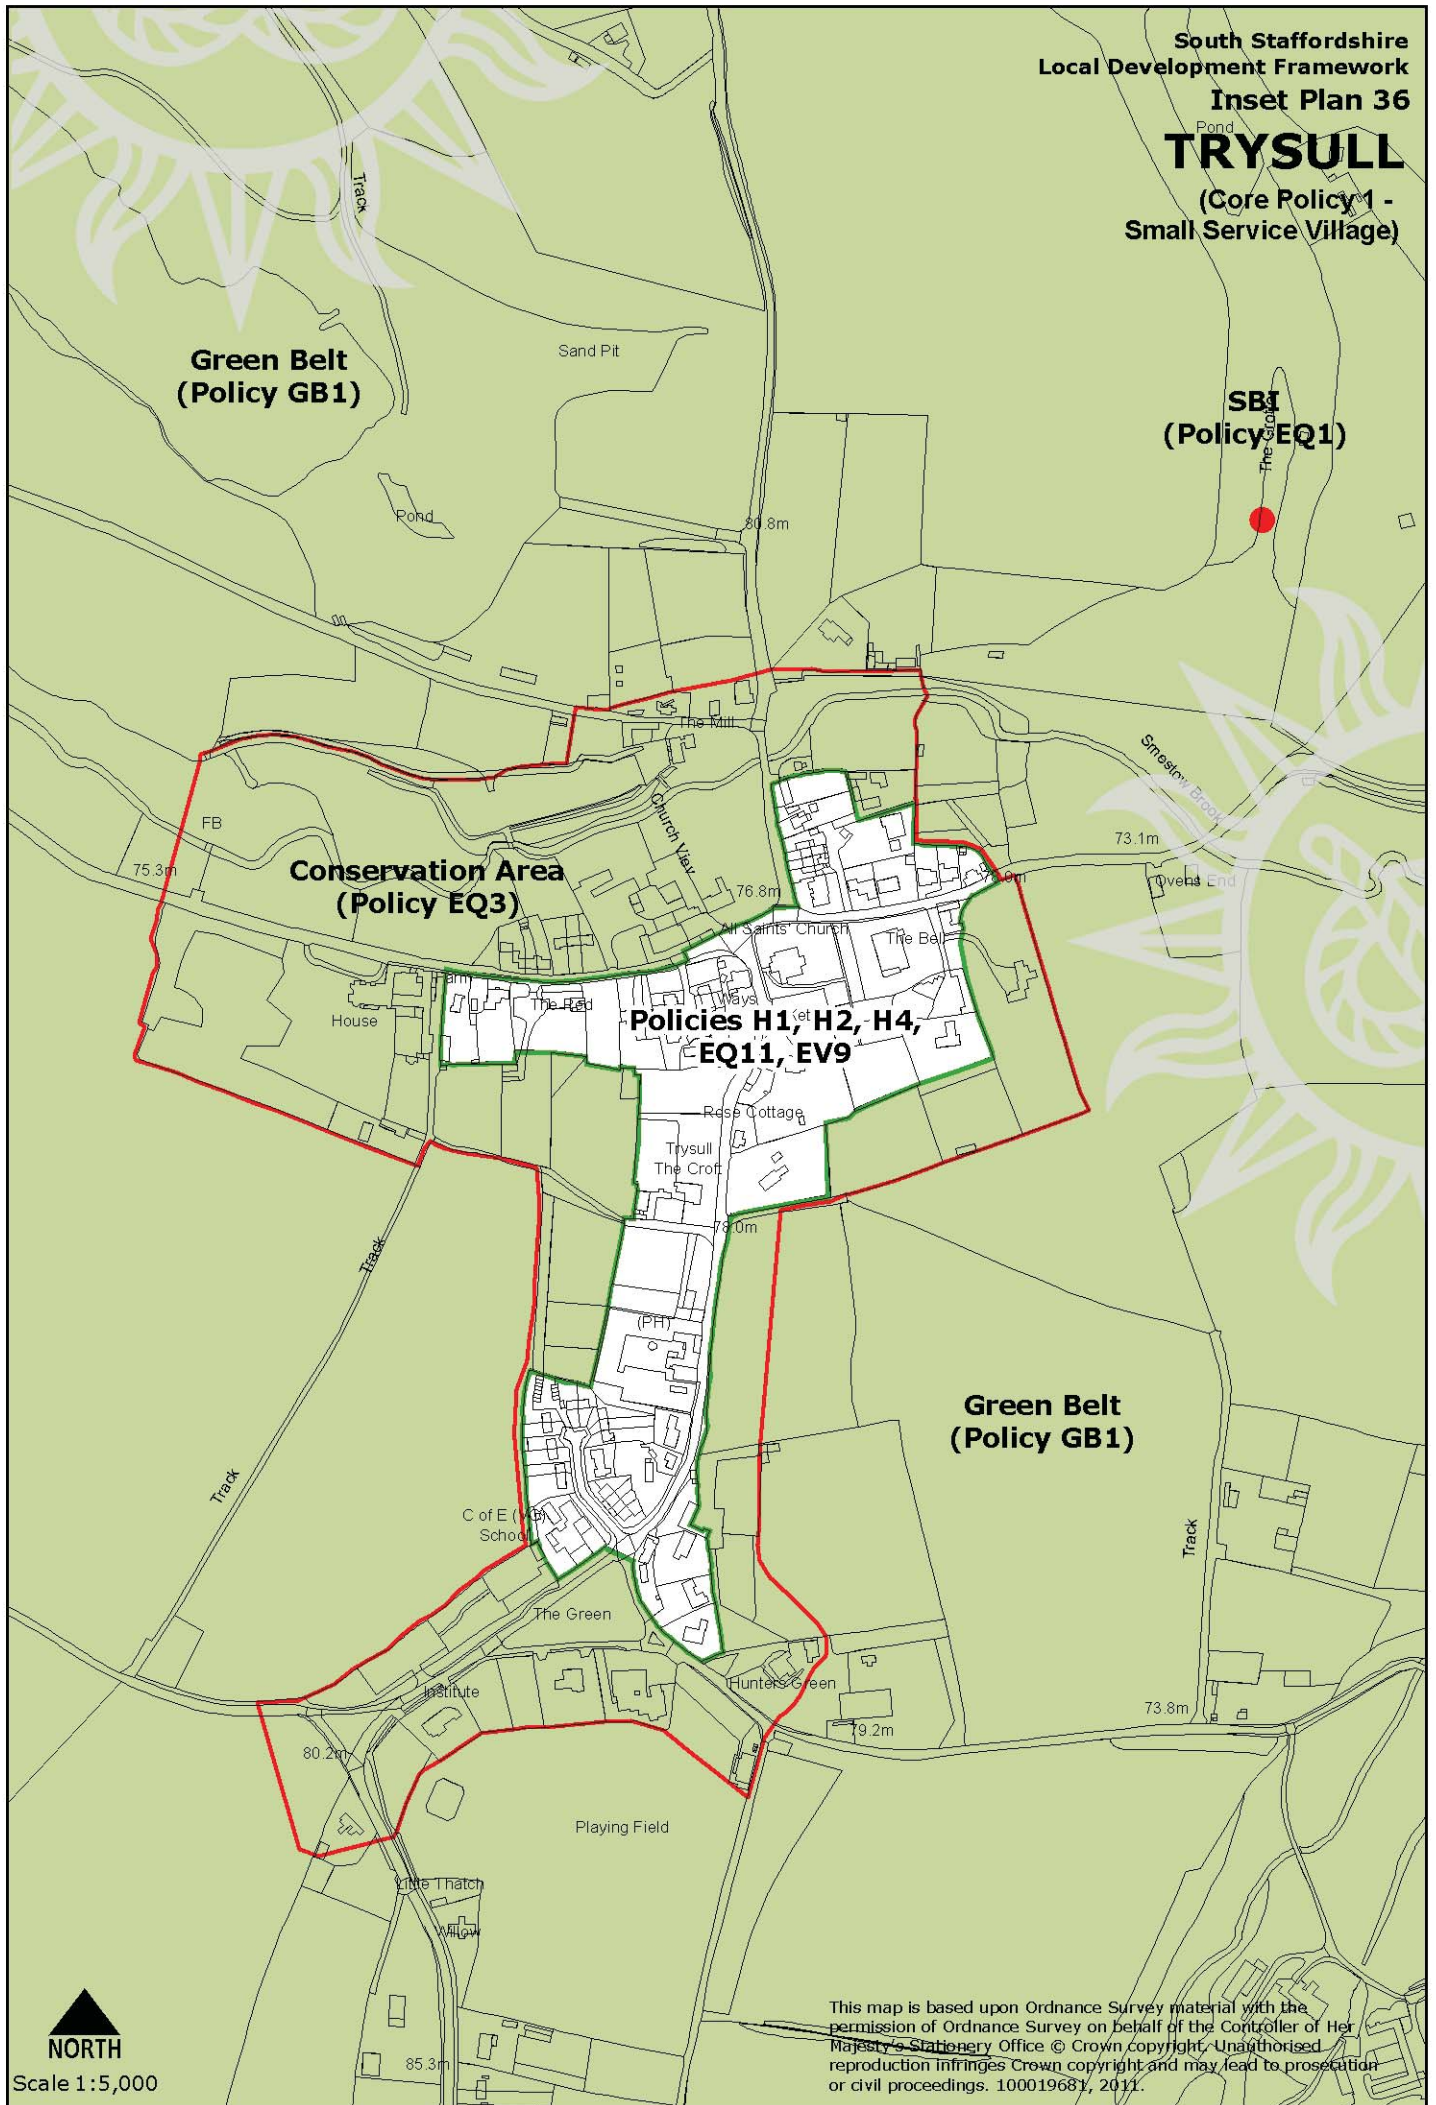 South Staffordshire
Local Development Framework
Inset Plan 36
Pond
TRYSULL
(Core Policy 1 -
Small Service Village)
Track
Green Belt
(Policy GB1)
Sand Pit
SBI
(Policy EQ1)
Pond
80.8m
The Mill
Smestow Brook
Church View
FB
73.1m
75.3m
Conservation Area
(Policy EQ3)
76.8m
Ovens End
All Saints' Church
The Bell
Farm
The Red
House
Ways
Policies H1, H2, H4,
EQ11, EV9
Rose Cottage
Trysull
The Croft
78.0m
Track
(PH)
Green Belt
(Policy GB1)
Track
C of E
School
Track
The Green
Institute
Hunters Green
73.8m
79.2m
80.2m
Playing Field
Little Thatch
Willow
NORTH
85.3m
Scale 1:5,000
This map is based upon Ordnance Survey material with the
permission of Ordnance Survey on behalf of the Controller of Her
Majesty's Stationery Office © Crown copyright. Unauthorised
reproduction infringes Crown copyright and may lead to prosecution
or civil proceedings. 100019681, 2011.